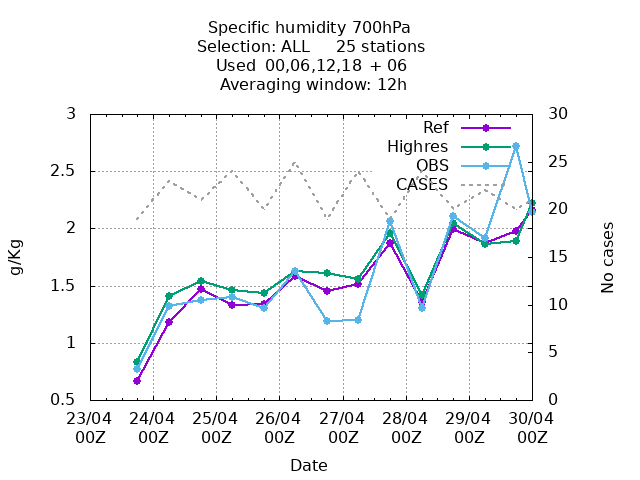 Specific humidity 700hPa
Selection: ALL 25 stations
Used 00,06,12,18 + 06
Averaging window: 12h
3
2.5
2
1.5
1
0.5
30
25
20
15
10
5
0
Ref
Highres
OBS
CASES
g/Kg
No cases
23/04 24/04 25/04 26/04 27/04 28/04 29/04 30/04
00Z 00Z 00Z 00Z 00Z 00Z 00Z 00Z
Date